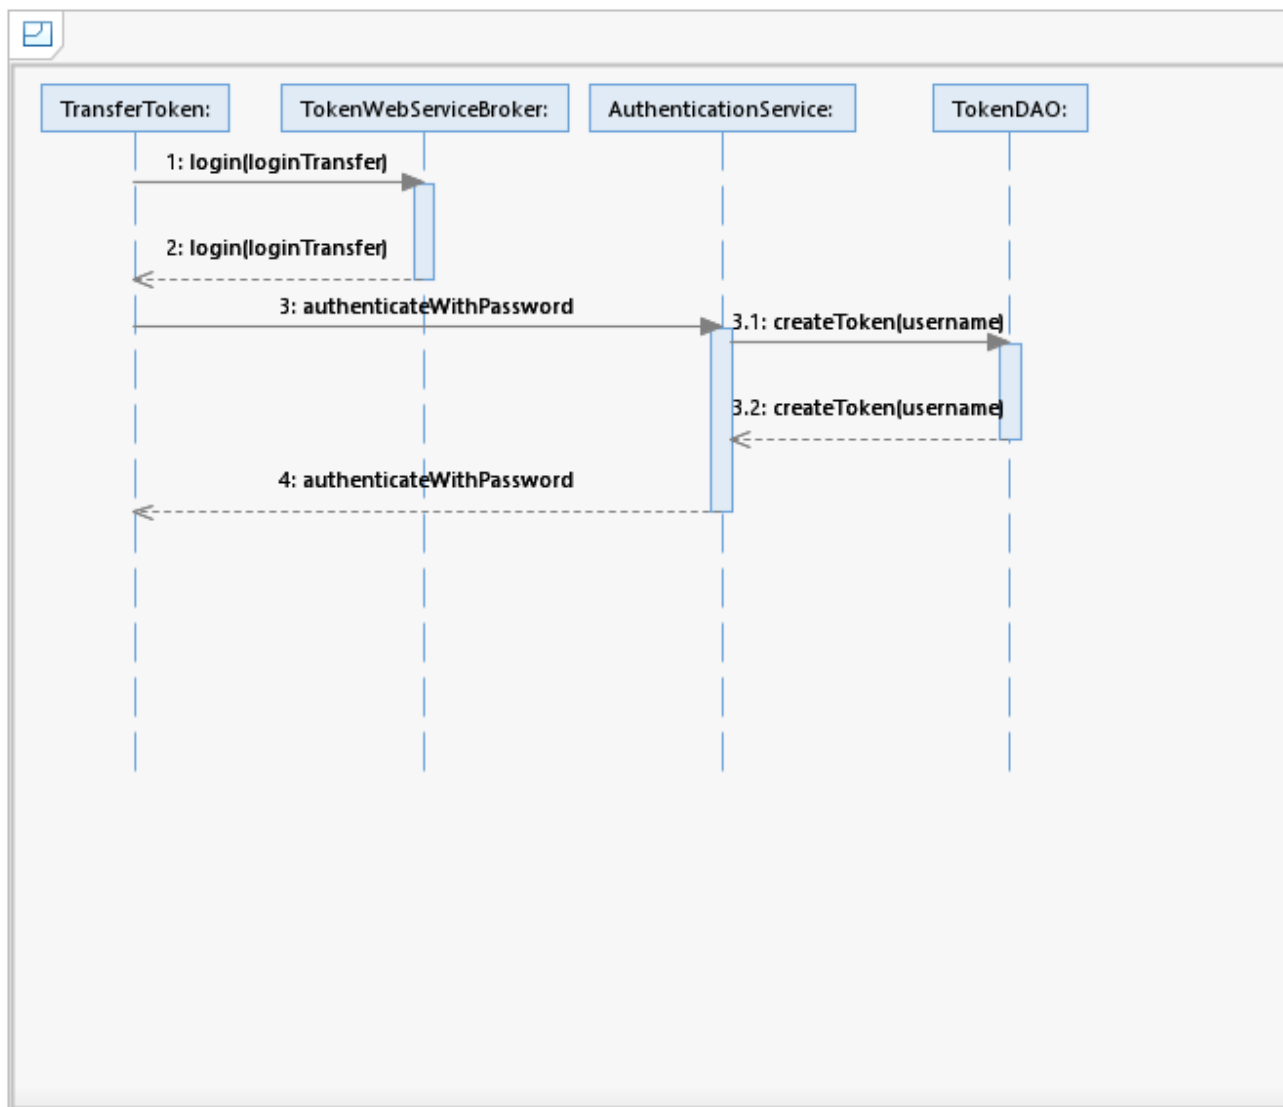 TransferToken:
TokenWebServiceBroker:
AuthenticationService:
TokenDAO:
1: login(loginTransfer)
2: login(loginTransfer)
3: authenticateWithPassword
3.1: createToken(username)
3.2: createToken(username)
4: authenticateWithPassword